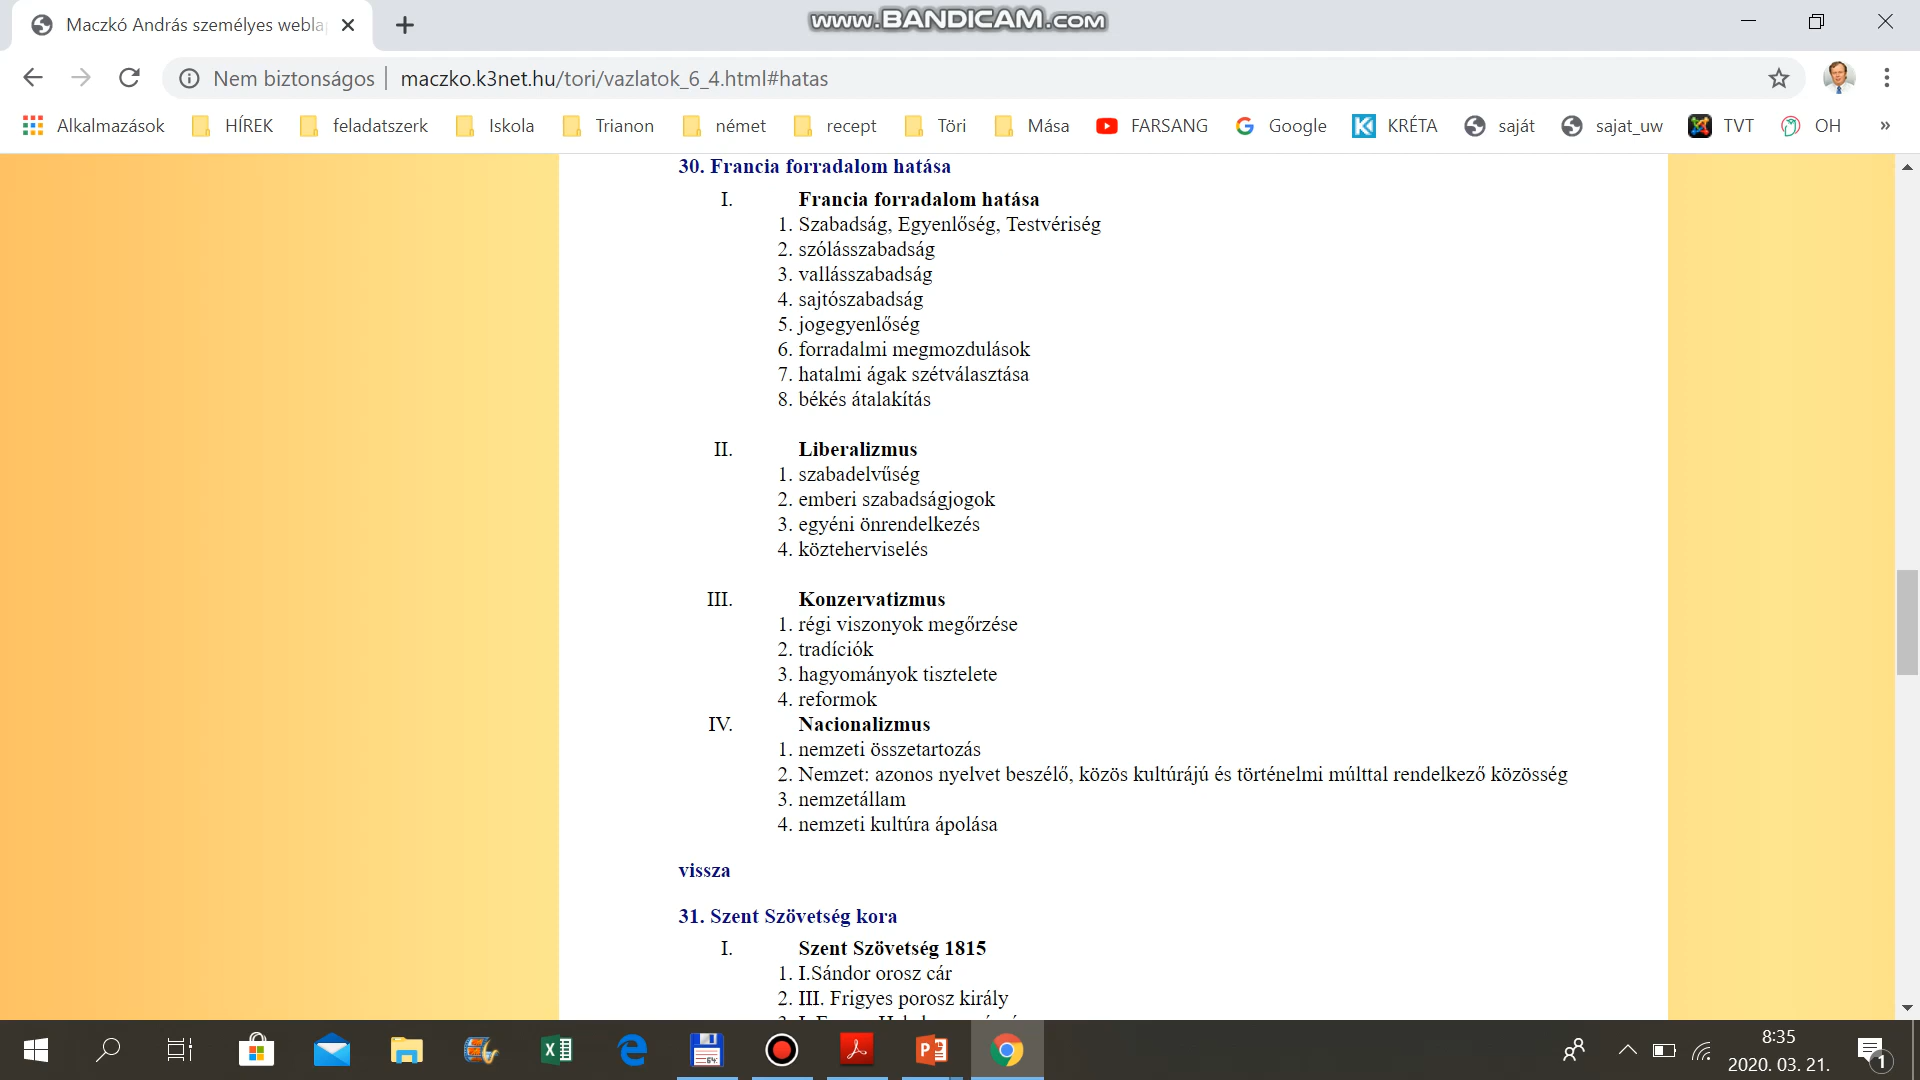 Maczkó András személyes webla
www.BANDICAM.com
Nem biztonságos
maczko.k3net.hu/tori/vazlatok_6_4.html#hatas
Alkalmazások HÍREK feladatszerk Iskola Trianon német recept Töri Mása FARSANG Google KRÉTA saját sajat_uw TVT OH »
30. Francia forradalom hatása
I. Francia forradalom hatása
1. Szabadság, Egyenlőség, Testvériség
2. szólásszabadság
3. vallásszabadság
4. sajtószabadság
5. jogegyenlőség
6. forradalmi megmozdulások
7. hatalmi ágak szétválasztása
8. békés átalakítás
II. Liberalizmus
1. szabadelvűség
2. emberi szabadságjogok
3. egyéni önrendelkezés
4. közteherviselés
III. Konzervatizmus
1. régi viszonyok megőrzése
2. tradíciók
3. hagyományok tisztelete
4. reformok
IV. Nacionalizmus
1. nemzeti összetartozás
2. Nemzet: azonos nyelvet beszélő, közös kultúrájú és történelmi múlttal rendelkező közösség
3. nemzetállam
4. nemzeti kultúra ápolása
vissza
31. Szent Szövetség kora
I. Szent Szövetség 1815
1. I.Sándor orosz cár
2. III. Frigyes porosz király
64
8:35
2020. 03. 21.
1